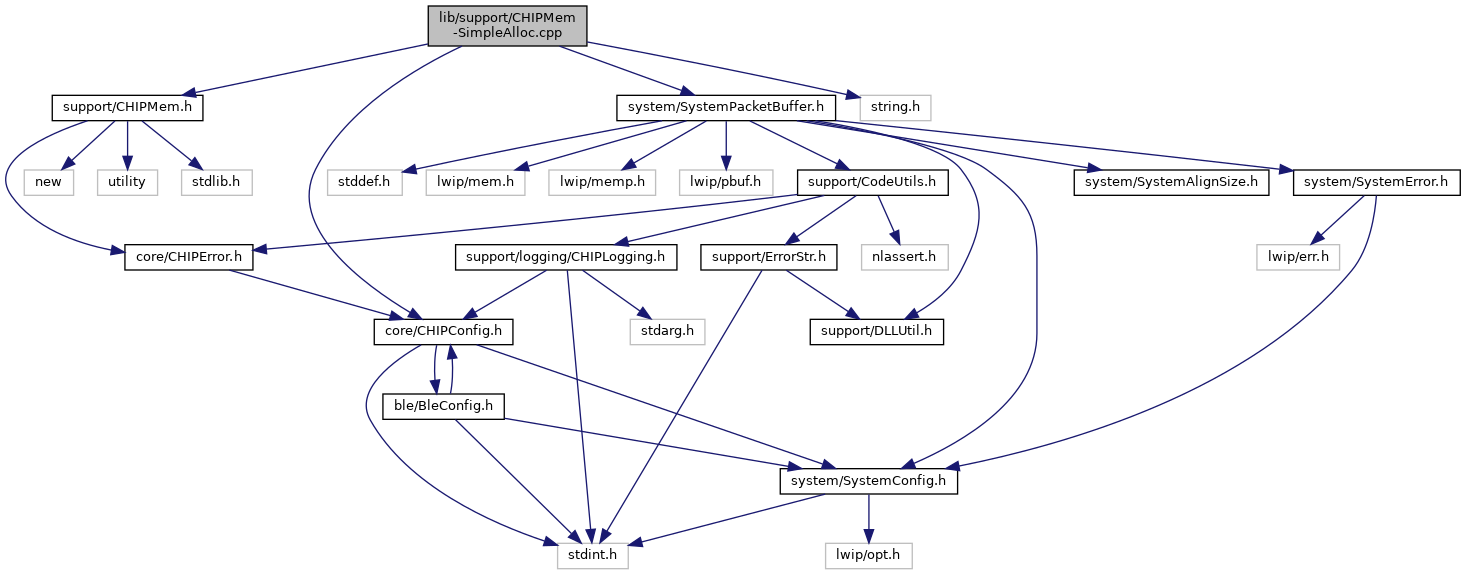 lib/support/CHIPMem
-SimpleAlloc.cpp
support/CHIPMem.h
system/SystemPacketBuffer.h
string.h
new
utility
stdlib.h
stddef.h
lwip/mem.h
lwip/memp.h
lwip/pbuf.h
support/CodeUtils.h
system/SystemAlignSize.h
system/SystemError.h
core/CHIPError.h
support/logging/CHIPLogging.h
support/ErrorStr.h
nlassert.h
lwip/err.h
core/CHIPConfig.h
stdarg.h
support/DLLUtil.h
ble/BleConfig.h
system/SystemConfig.h
stdint.h
lwip/opt.h